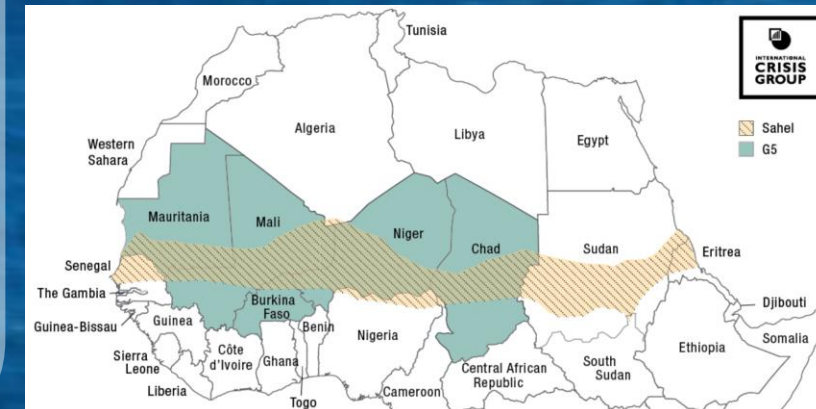 Tunisia
Morocco
INTERNATIONAL
CRISIS
GROUP
Algeria
Libya
Egypt
Sahel
G5
Western
Sahara
Mauritania
Mali
Niger
Chad
Sudan
Eritrea
Senegal
The Gambia
Guinea-Bissau
Guinea
Burkina
Faso
Benin
Nigeria
Djibouti
Somalia
Ethiopia
Sierra
Leone
Côte
d'Ivoire
Ghana
Central African
Republic
South
Sudan
Liberia
Togo
Cameroon